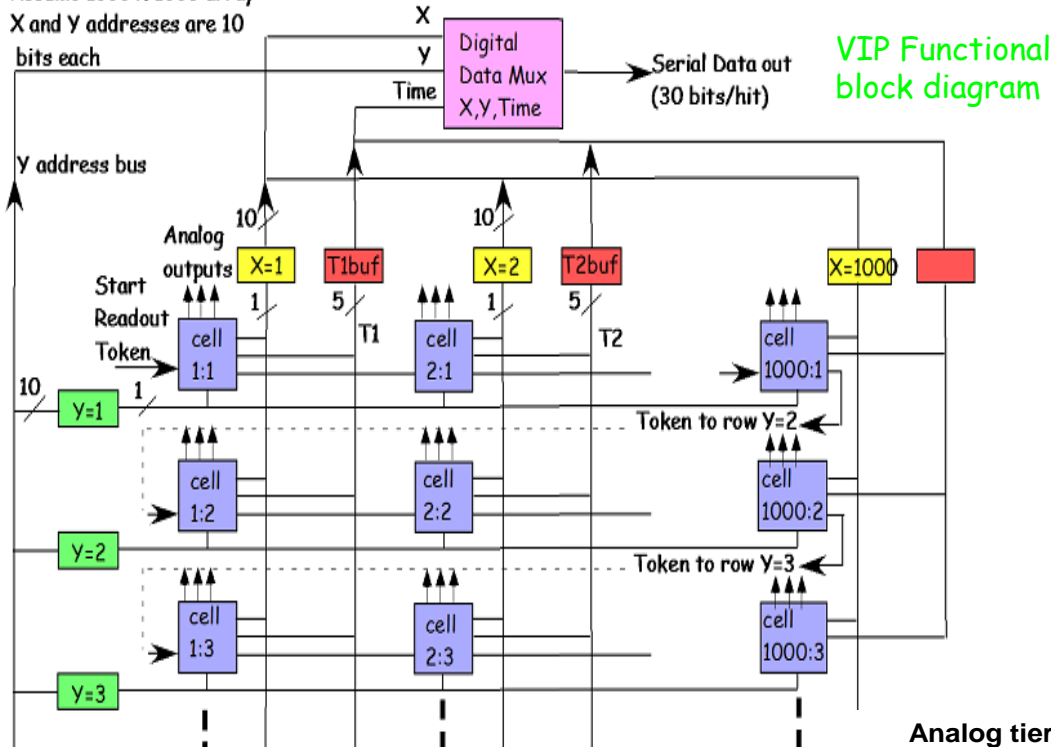 X and Y addresses are 10
bits each
X
Y
Time
Digital
Data Mux
X,Y,Time
Serial Data out
(30 bits/hit)
VIP Functional
block diagram
Y address bus
10
10
Analog
outputs
X=1
T1buf
X=2
T2buf
X=1000
Start
Readout
Token
1
5
T1
1
5
T2
cell
1:1
cell
2:1
cell
1000:1
10
Y=1
1
Token to row Y=2
cell
1:2
cell
2:2
cell
1000:2
Y=2
Token to row Y=3
cell
1:3
cell
2:3
cell
1000:3
Y=3
Analog tier